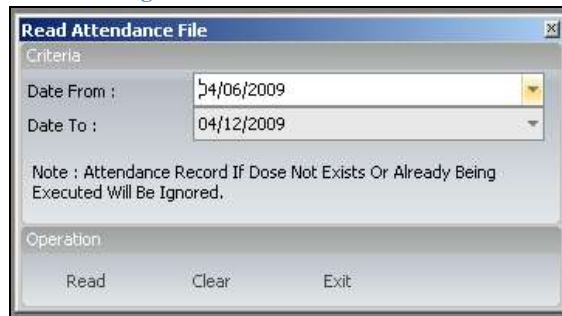 Read Attendance File
Criteria
Date From : 04/06/2009
Date To : 04/12/2009
Note : Attendance Record If Dose Not Exists Or Already Being
Executed Will Be Ignored.
Operation
Read Clear Exit